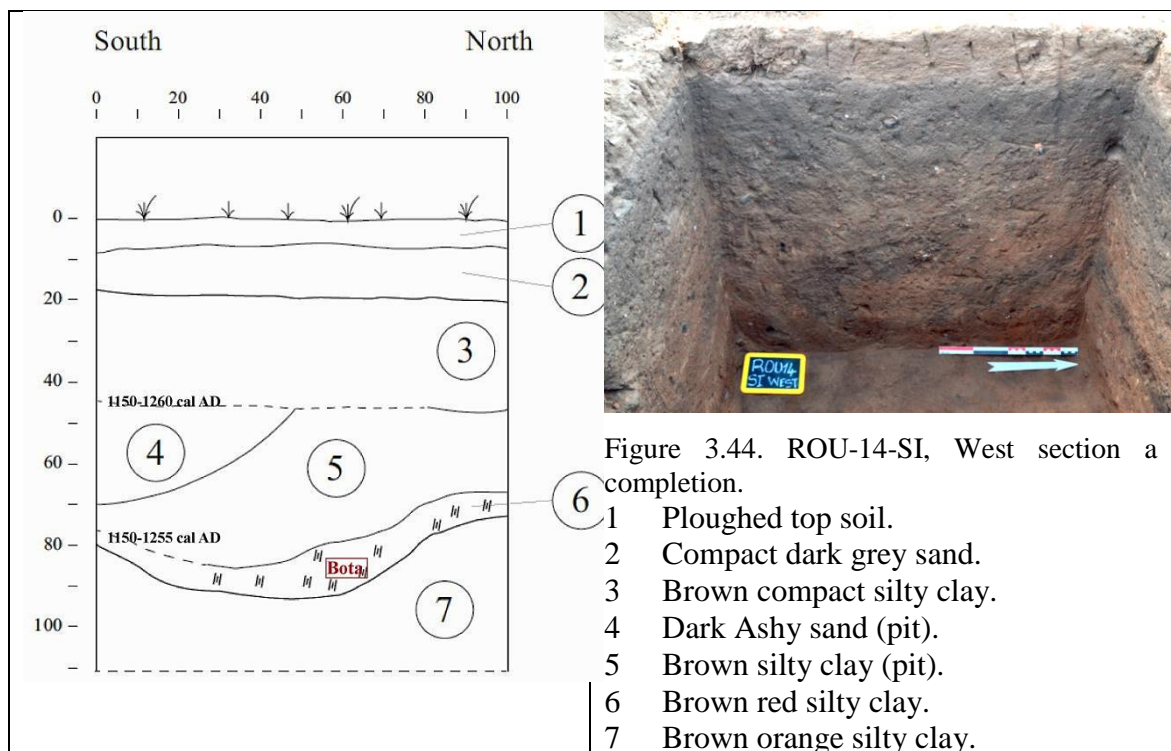 South North
0 20 40 60 80 100
0
1
2
20
3
40
1150-1260 cal AD
4
5
60
6
1150-1255 cal AD
80
Bota
7
100
ROU14
SI WEST
Figure 3.44. ROU-14-SI, West section a
completion.
1 Ploughed top soil.
2 Compact dark grey sand.
3 Brown compact silty clay.
4 Dark Ashy sand (pit).
5 Brown silty clay (pit).
6 Brown red silty clay.
7 Brown orange silty clay.